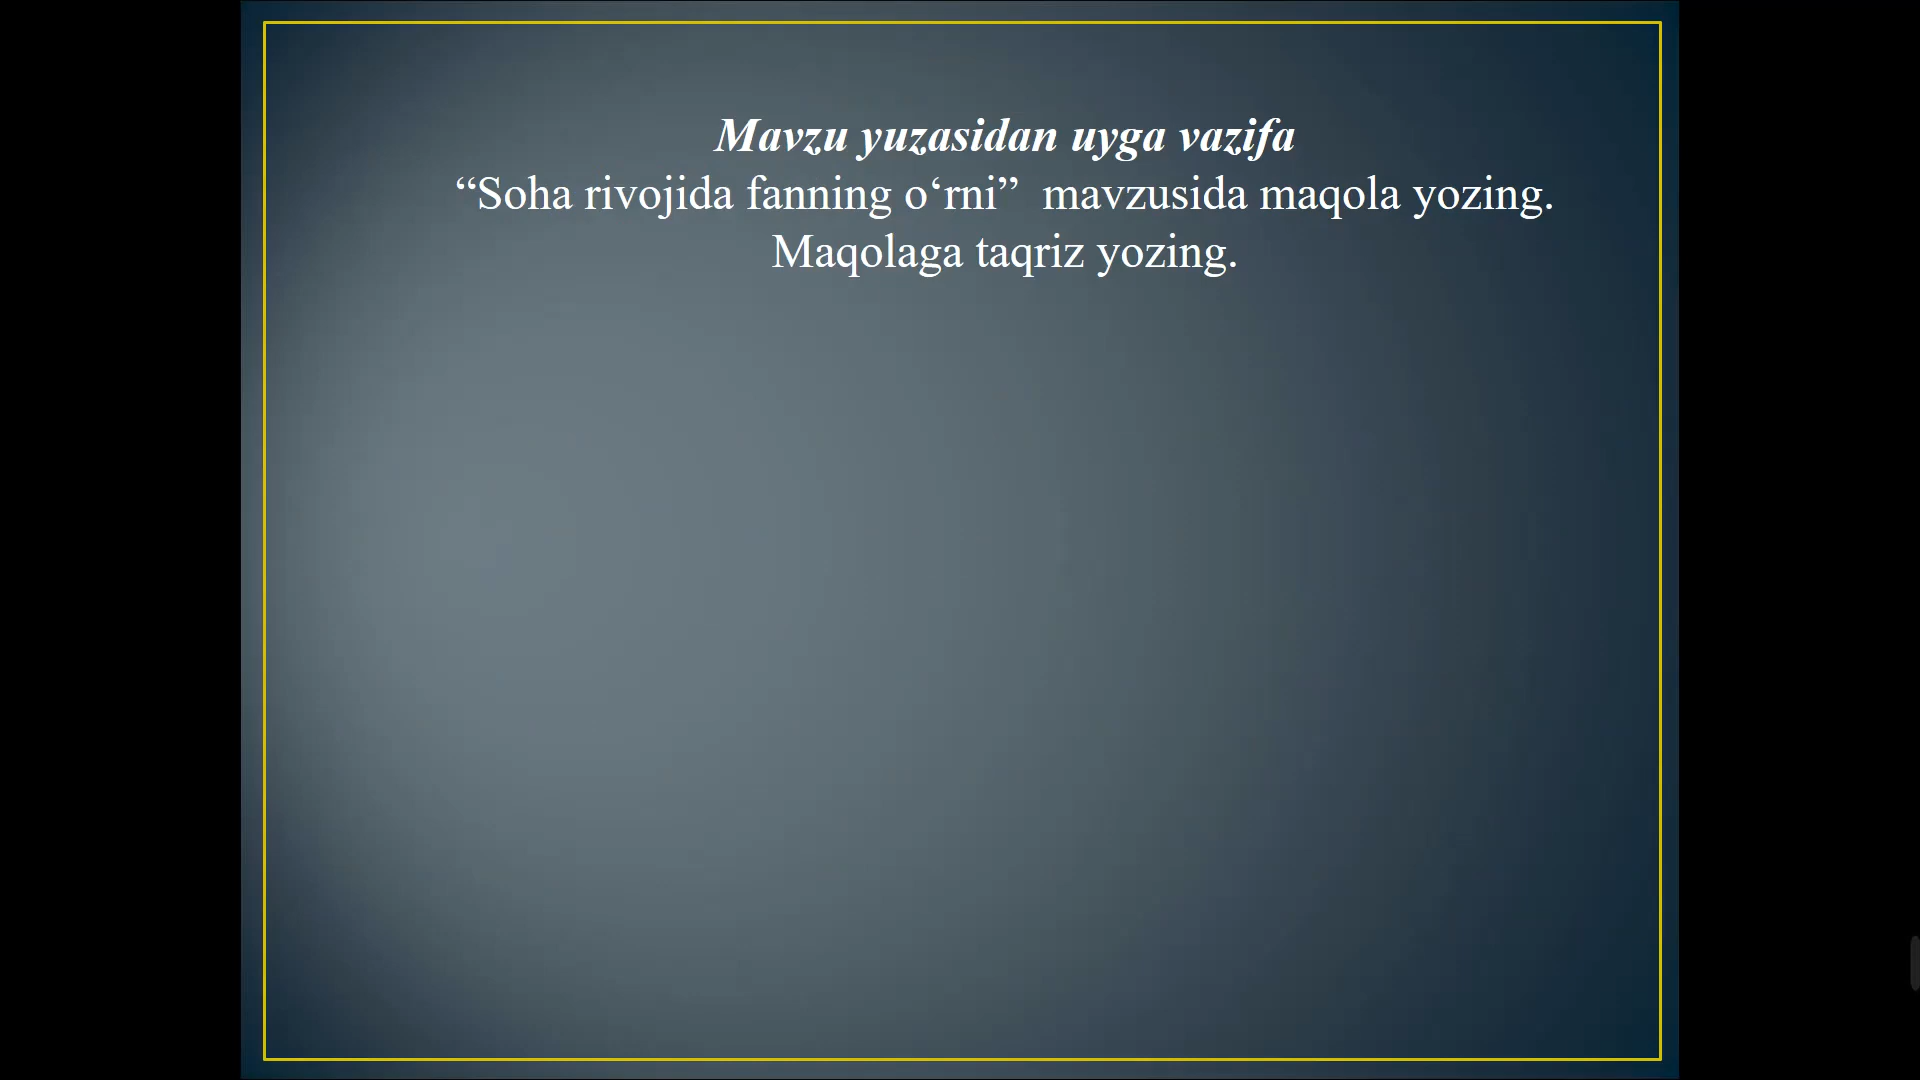 Mavzu yuzasidan uyga vazifa
“Soha rivojida fanning o‘rni”  mavzusida maqola yozing.
Maqolaga taqriz yozing.